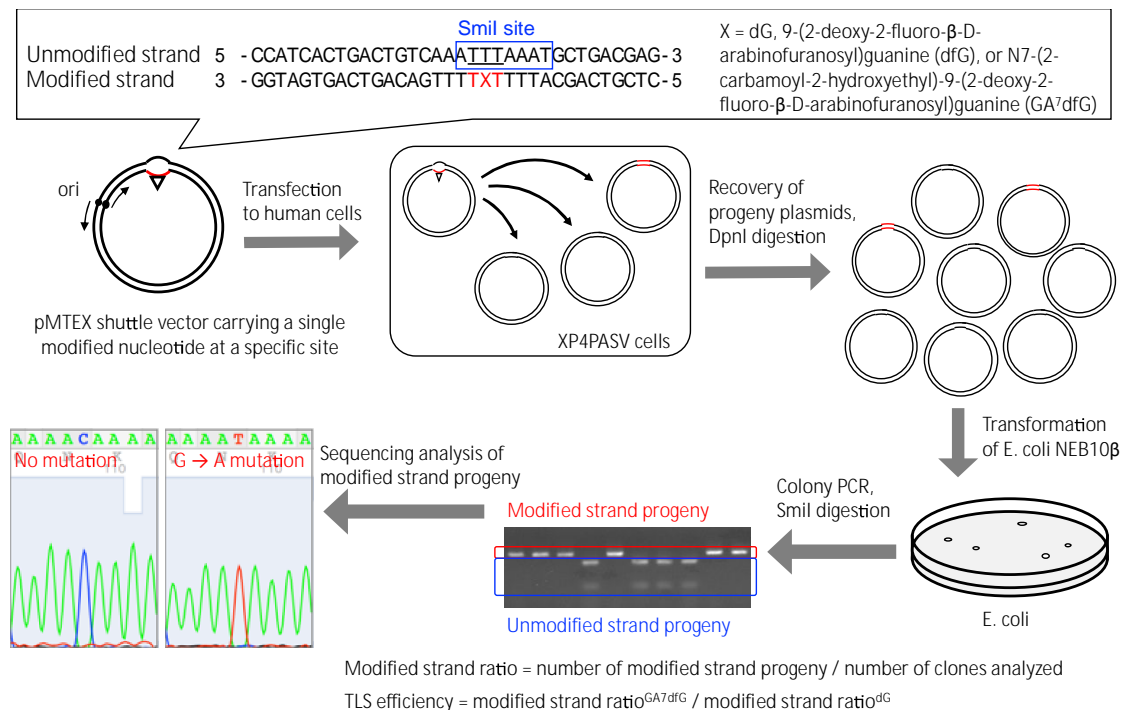 SmiI site
Unmodified strand 5 -CCATCACTGACTGTCAAATTTAAATGCTGACGAG-3
Modified strand 3 -GGTAGTGACTGACAGTTTTXTTTTACGACTGCTC-5
X = dG, 9-(2-deoxy-2-fluoro-β-D-
arabinofuranosyl)guanine (dfG), or N7-(2-
carbamoyl-2-hydroxyethyl)-9-(2-deoxy-2-
fluoro-β-D-arabinofuranosyl)guanine (GA⁷dfG)
ori
Transfection
to human cells
pMTEX shuttle vector carrying a single
modified nucleotide at a specific site
XP4PASV cells
Recovery of
progeny plasmids,
DpnI digestion
Transformation
of E. coli NEB10β
E. coli
Colony PCR,
SmiI digestion
Modified strand progeny
Unmodified strand progeny
Sequencing analysis of
modified strand progeny
A A A A C A A A A
No mutation
A A A A T A A A A
G → A mutation
Modified strand ratio = number of modified strand progeny / number of clones analyzed
TLS efficiency = modified strand ratioᴳᴬ⁷ᵈᶠᴳ / modified strand ratioᵈᴳ